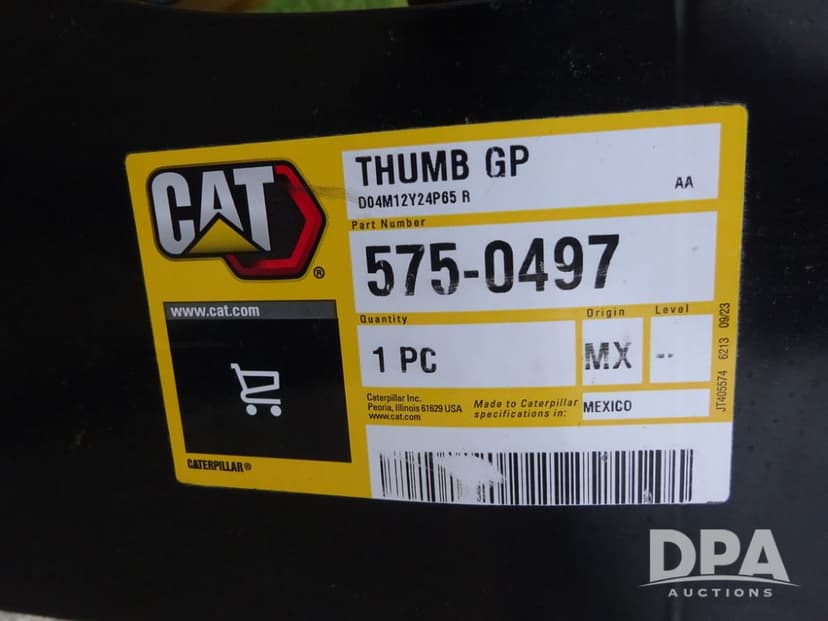 CAT
®
THUMB GP
D04M12Y24P65 R
AA
Part Number
575-0497
www.cat.com
Quantity
Origin
Level
1 PC
MX
--
Caterpillar Inc.
Peoria, Illinois 61629 USA
www.cat.com
Made to Caterpillar
specifications in:
MEXICO
JT405574 6213 09/23
CATERPILLAR®
DPA
AUCTIONS